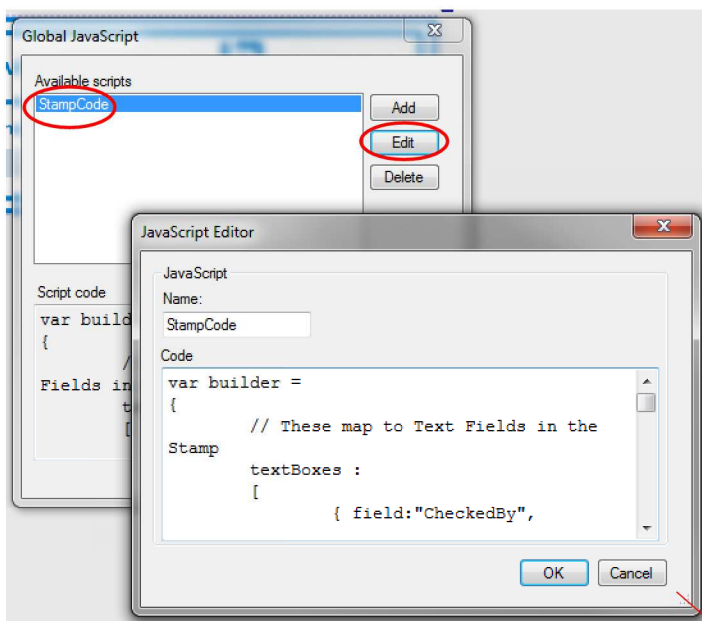 Global JavaScript
Available scripts
StampCode
Add
Edit
Delete
Script code
var build
{
/
Fields in
t
[
JavaScript Editor
JavaScript
Name:
StampCode
Code
var builder =
{
// These map to Text Fields in the
Stamp
textBoxes :
[
{ field:"CheckedBy",
OK
Cancel